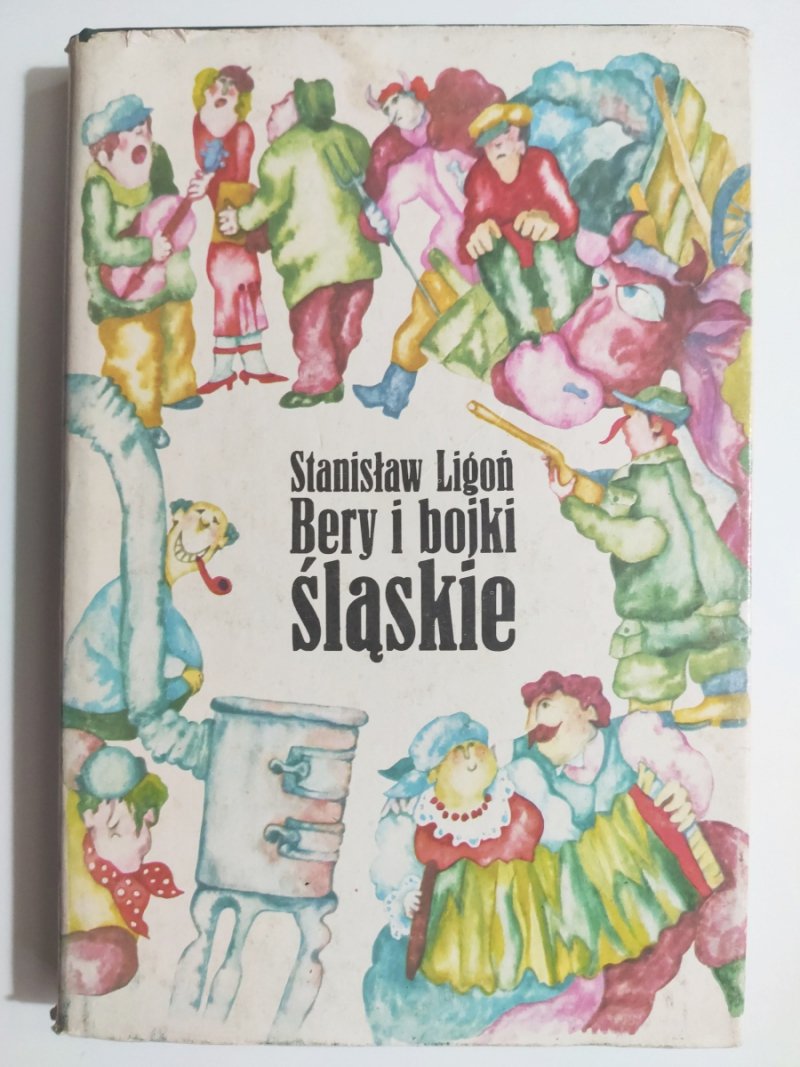 Stanisław Ligoń
Bery i bojki
śląskie